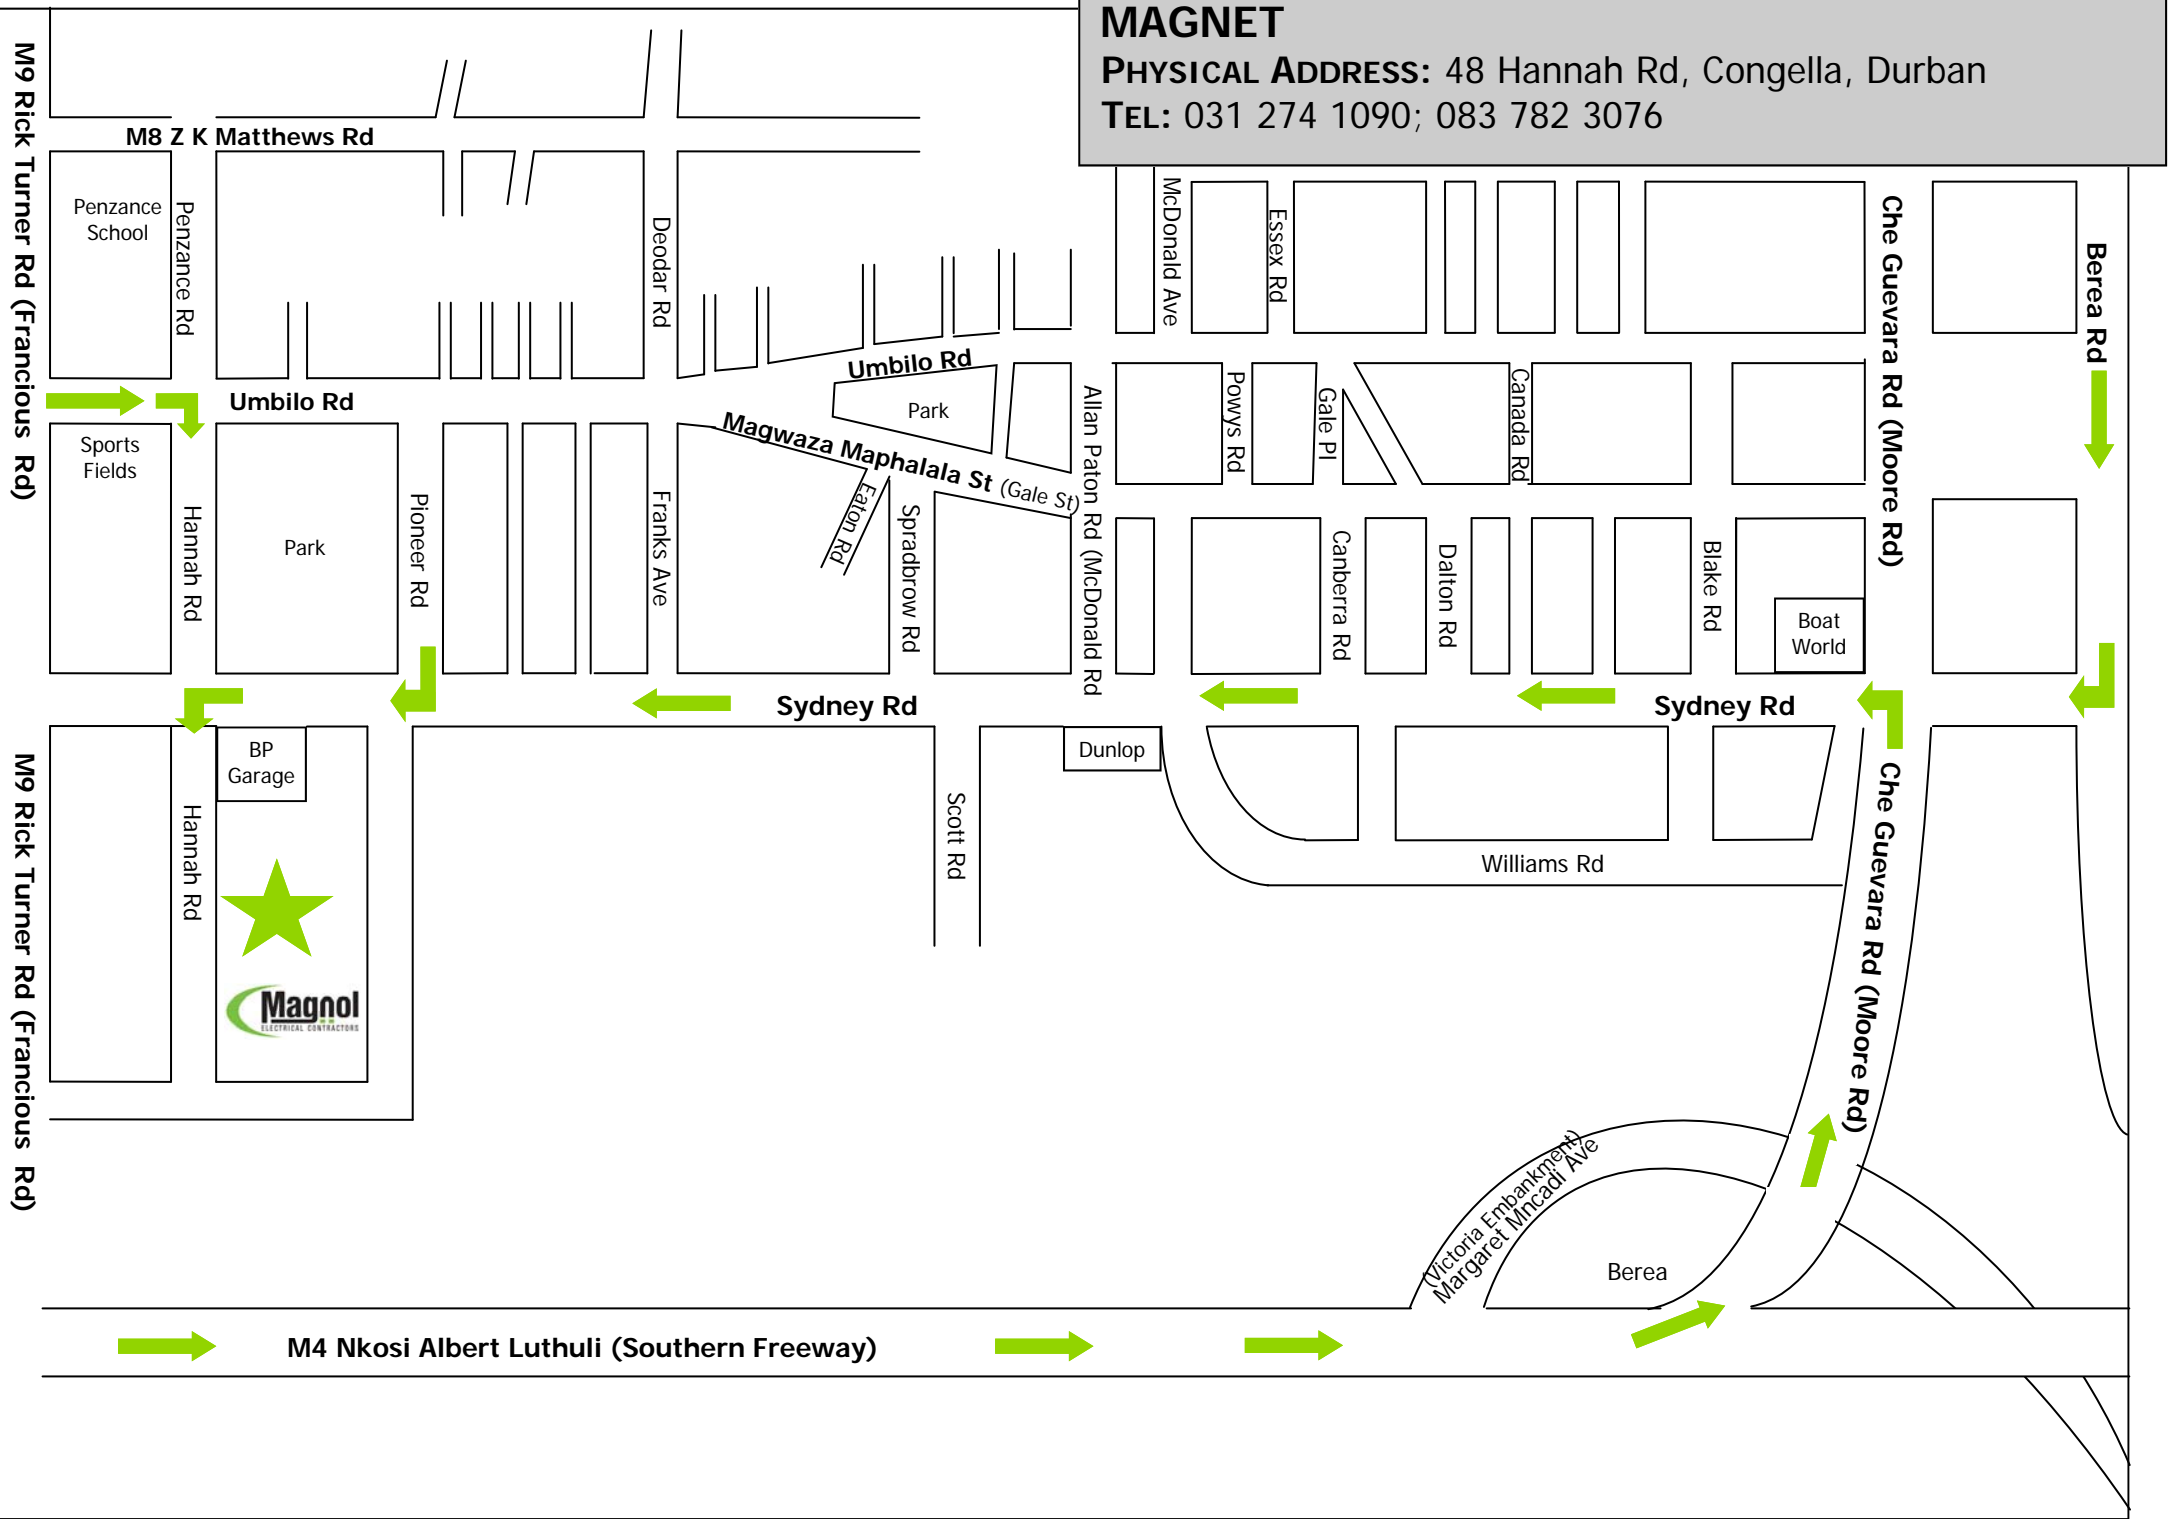 MAGNET
PHYSICAL ADDRESS: 48 Hannah Rd, Congella, Durban
TEL: 031 274 1090; 083 782 3076
M9 Rick Turner Rd (Francious Rd)
M8 Z K Matthews Rd
Penzance
School
Penzance Rd
Deodar Rd
McDonald Ave
Essex Rd
Che Guevara Rd (Moore Rd)
Berea Rd
Umbilo Rd
Umbilo Rd
Park
Magwaza Maphalala St (Gale St)
Allan Paton Rd (McDonald Rd
Powys Rd
Gale Pl
Canada Rd
Sports
Fields
Hannah Rd
Park
Pioneer Rd
Franks Ave
Eaton Rd
Spradbrow Rd
Canberra Rd
Dalton Rd
Blake Rd
Boat
World
Sydney Rd
Sydney Rd
M9 Rick Turner Rd (Francious Rd)
BP
Garage
Hannah Rd
Scott Rd
Dunlop
Williams Rd
Che Guevara Rd (Moore Rd)
Magnol
ELECTRICAL CONTRACTORS
(Victoria Embankment)
Margaret Mncadi Ave
Berea
M4 Nkosi Albert Luthuli (Southern Freeway)